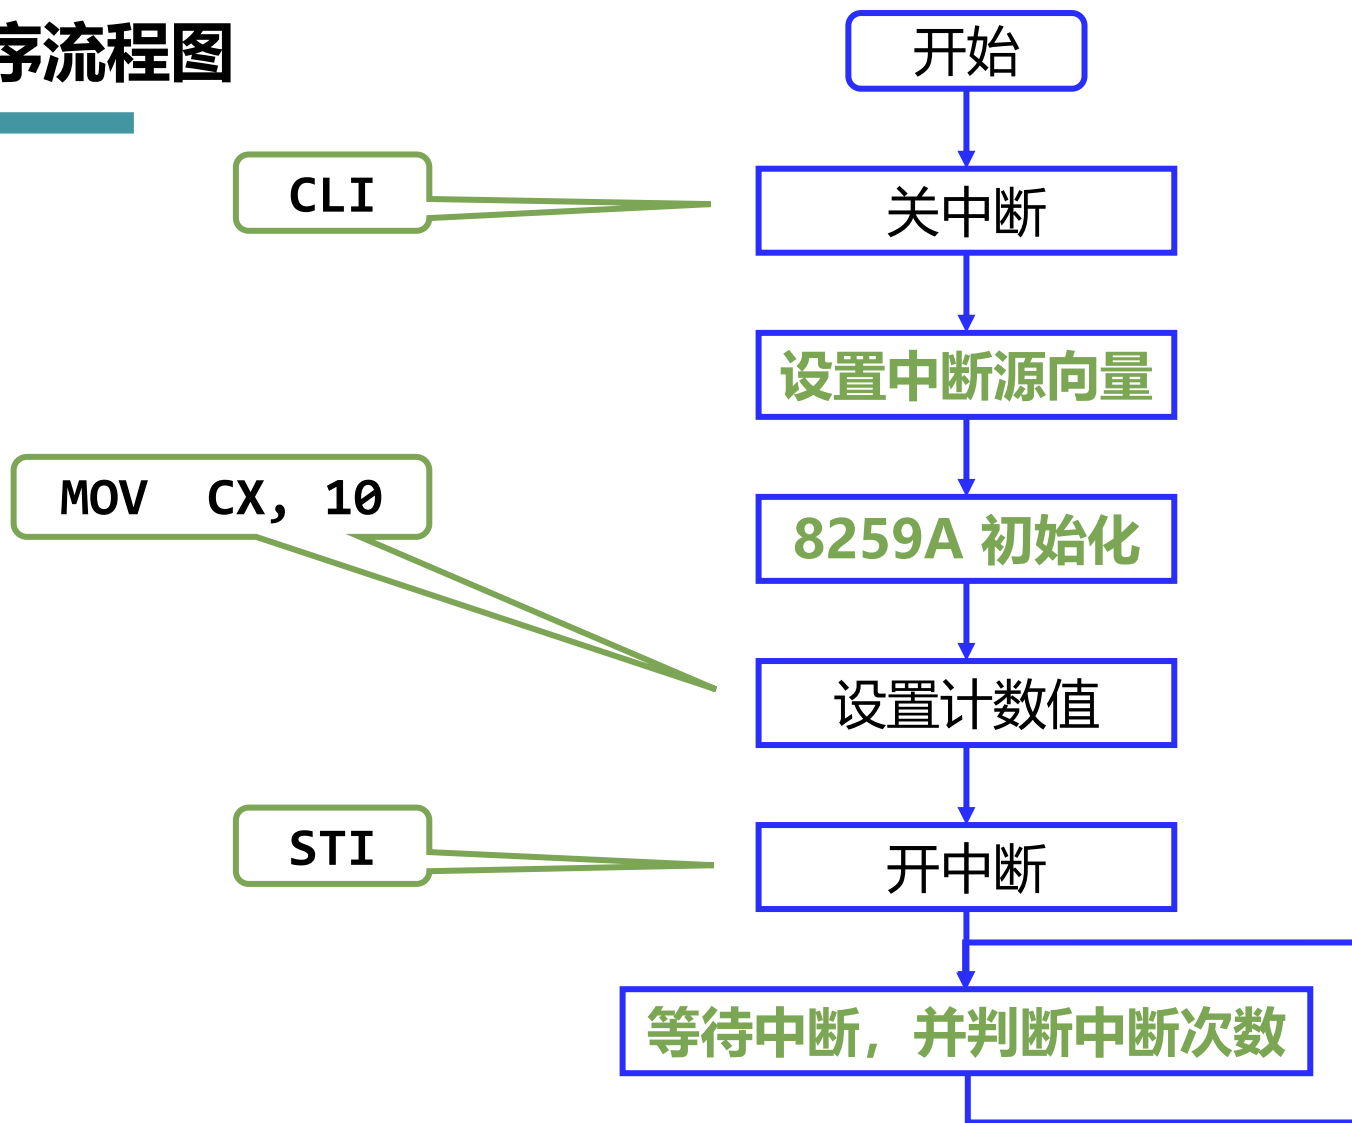 序流程图
开始
CLI
关中断
设置中断源向量
MOV  CX, 10
8259A 初始化
设置计数值
STI
开中断
等待中断，并判断中断次数